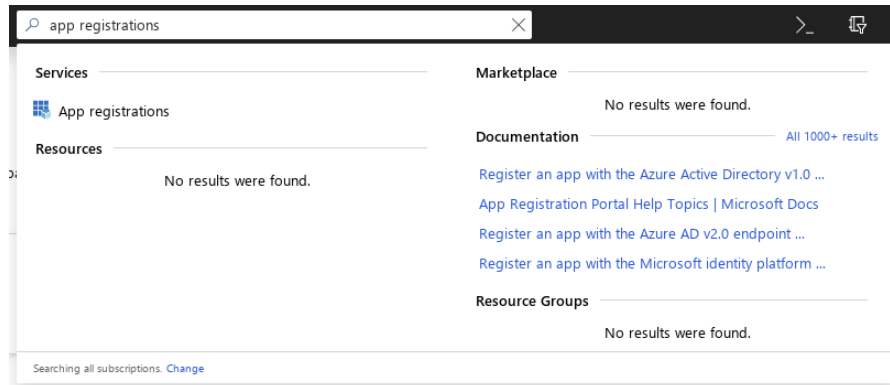 app registrations
Services
App registrations
Resources
No results were found.
Marketplace
No results were found.
Documentation
All 1000+ results
Register an app with the Azure Active Directory v1.0 ...
App Registration Portal Help Topics | Microsoft Docs
Register an app with the Azure AD v2.0 endpoint ...
Register an app with the Microsoft identity platform ...
Resource Groups
No results were found.
Searching all subscriptions. Change